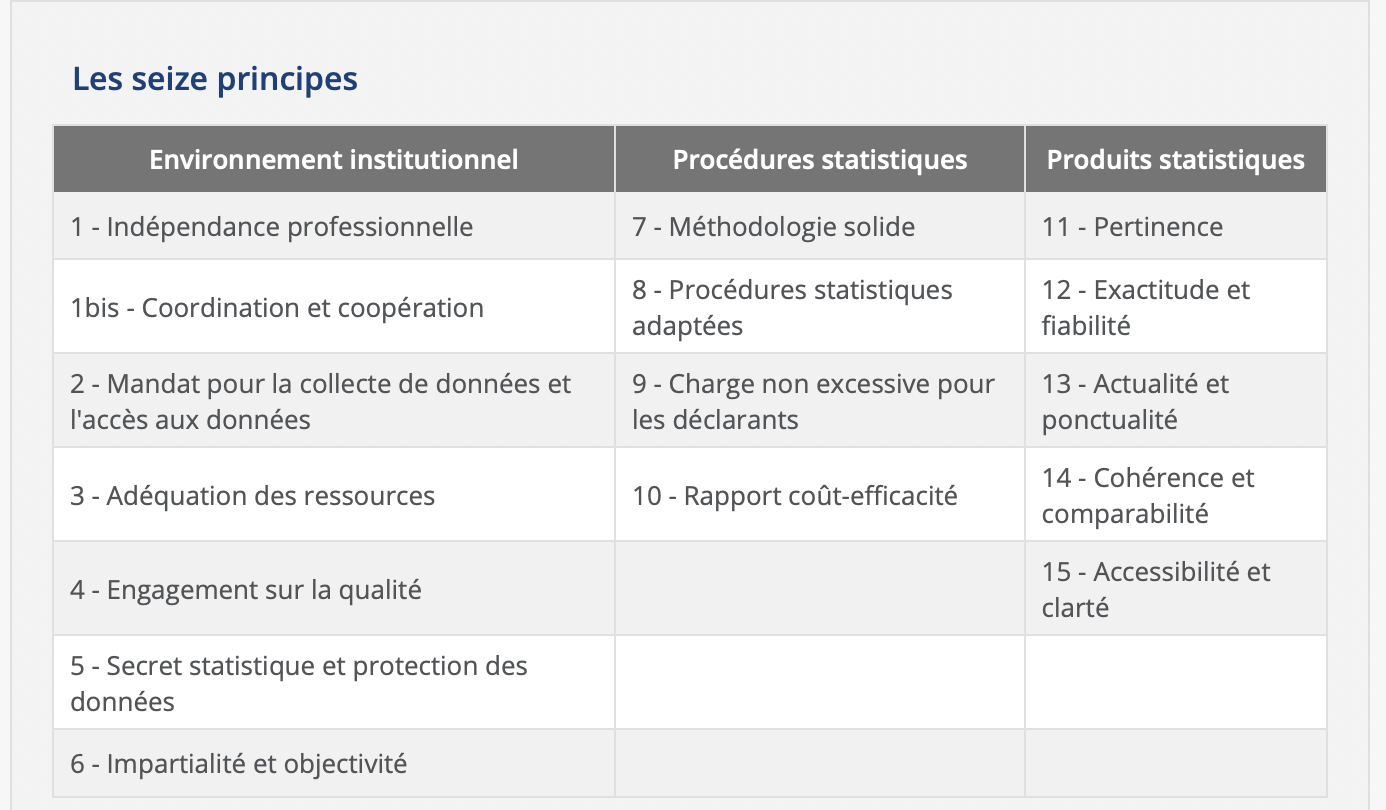 Les seize principes
Environnement institutionnel
Procédures statistiques
Produits statistiques
1 - Indépendance professionnelle
7 - Méthodologie solide
11 - Pertinence
1bis - Coordination et coopération
8 - Procédures statistiques
adaptées
12 - Exactitude et
fiabilité
2 - Mandat pour la collecte de données et
l'accès aux données
9 - Charge non excessive pour
les déclarants
13 - Actualité et
ponctualité
3 - Adéquation des ressources
10 - Rapport coût-efficacité
14 - Cohérence et
comparabilité
4 - Engagement sur la qualité
15 - Accessibilité et
clarté
5 - Secret statistique et protection des
données
6 - Impartialité et objectivité